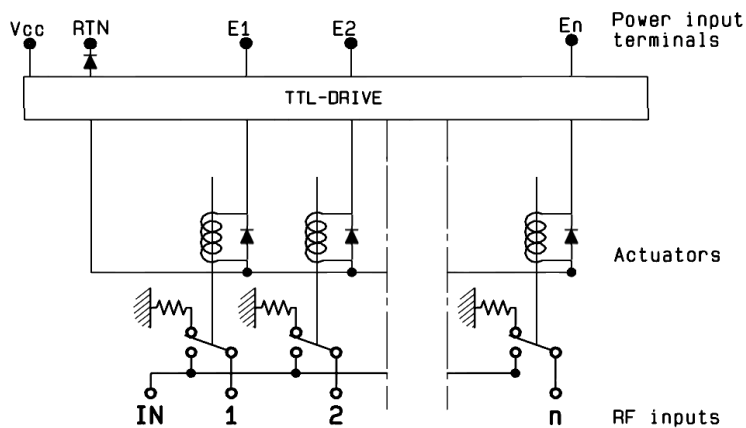 Vcc RTN E1 E2 En Power input
terminals
TTL-DRIVE
Actuators
IN 1 2 n RF inputs